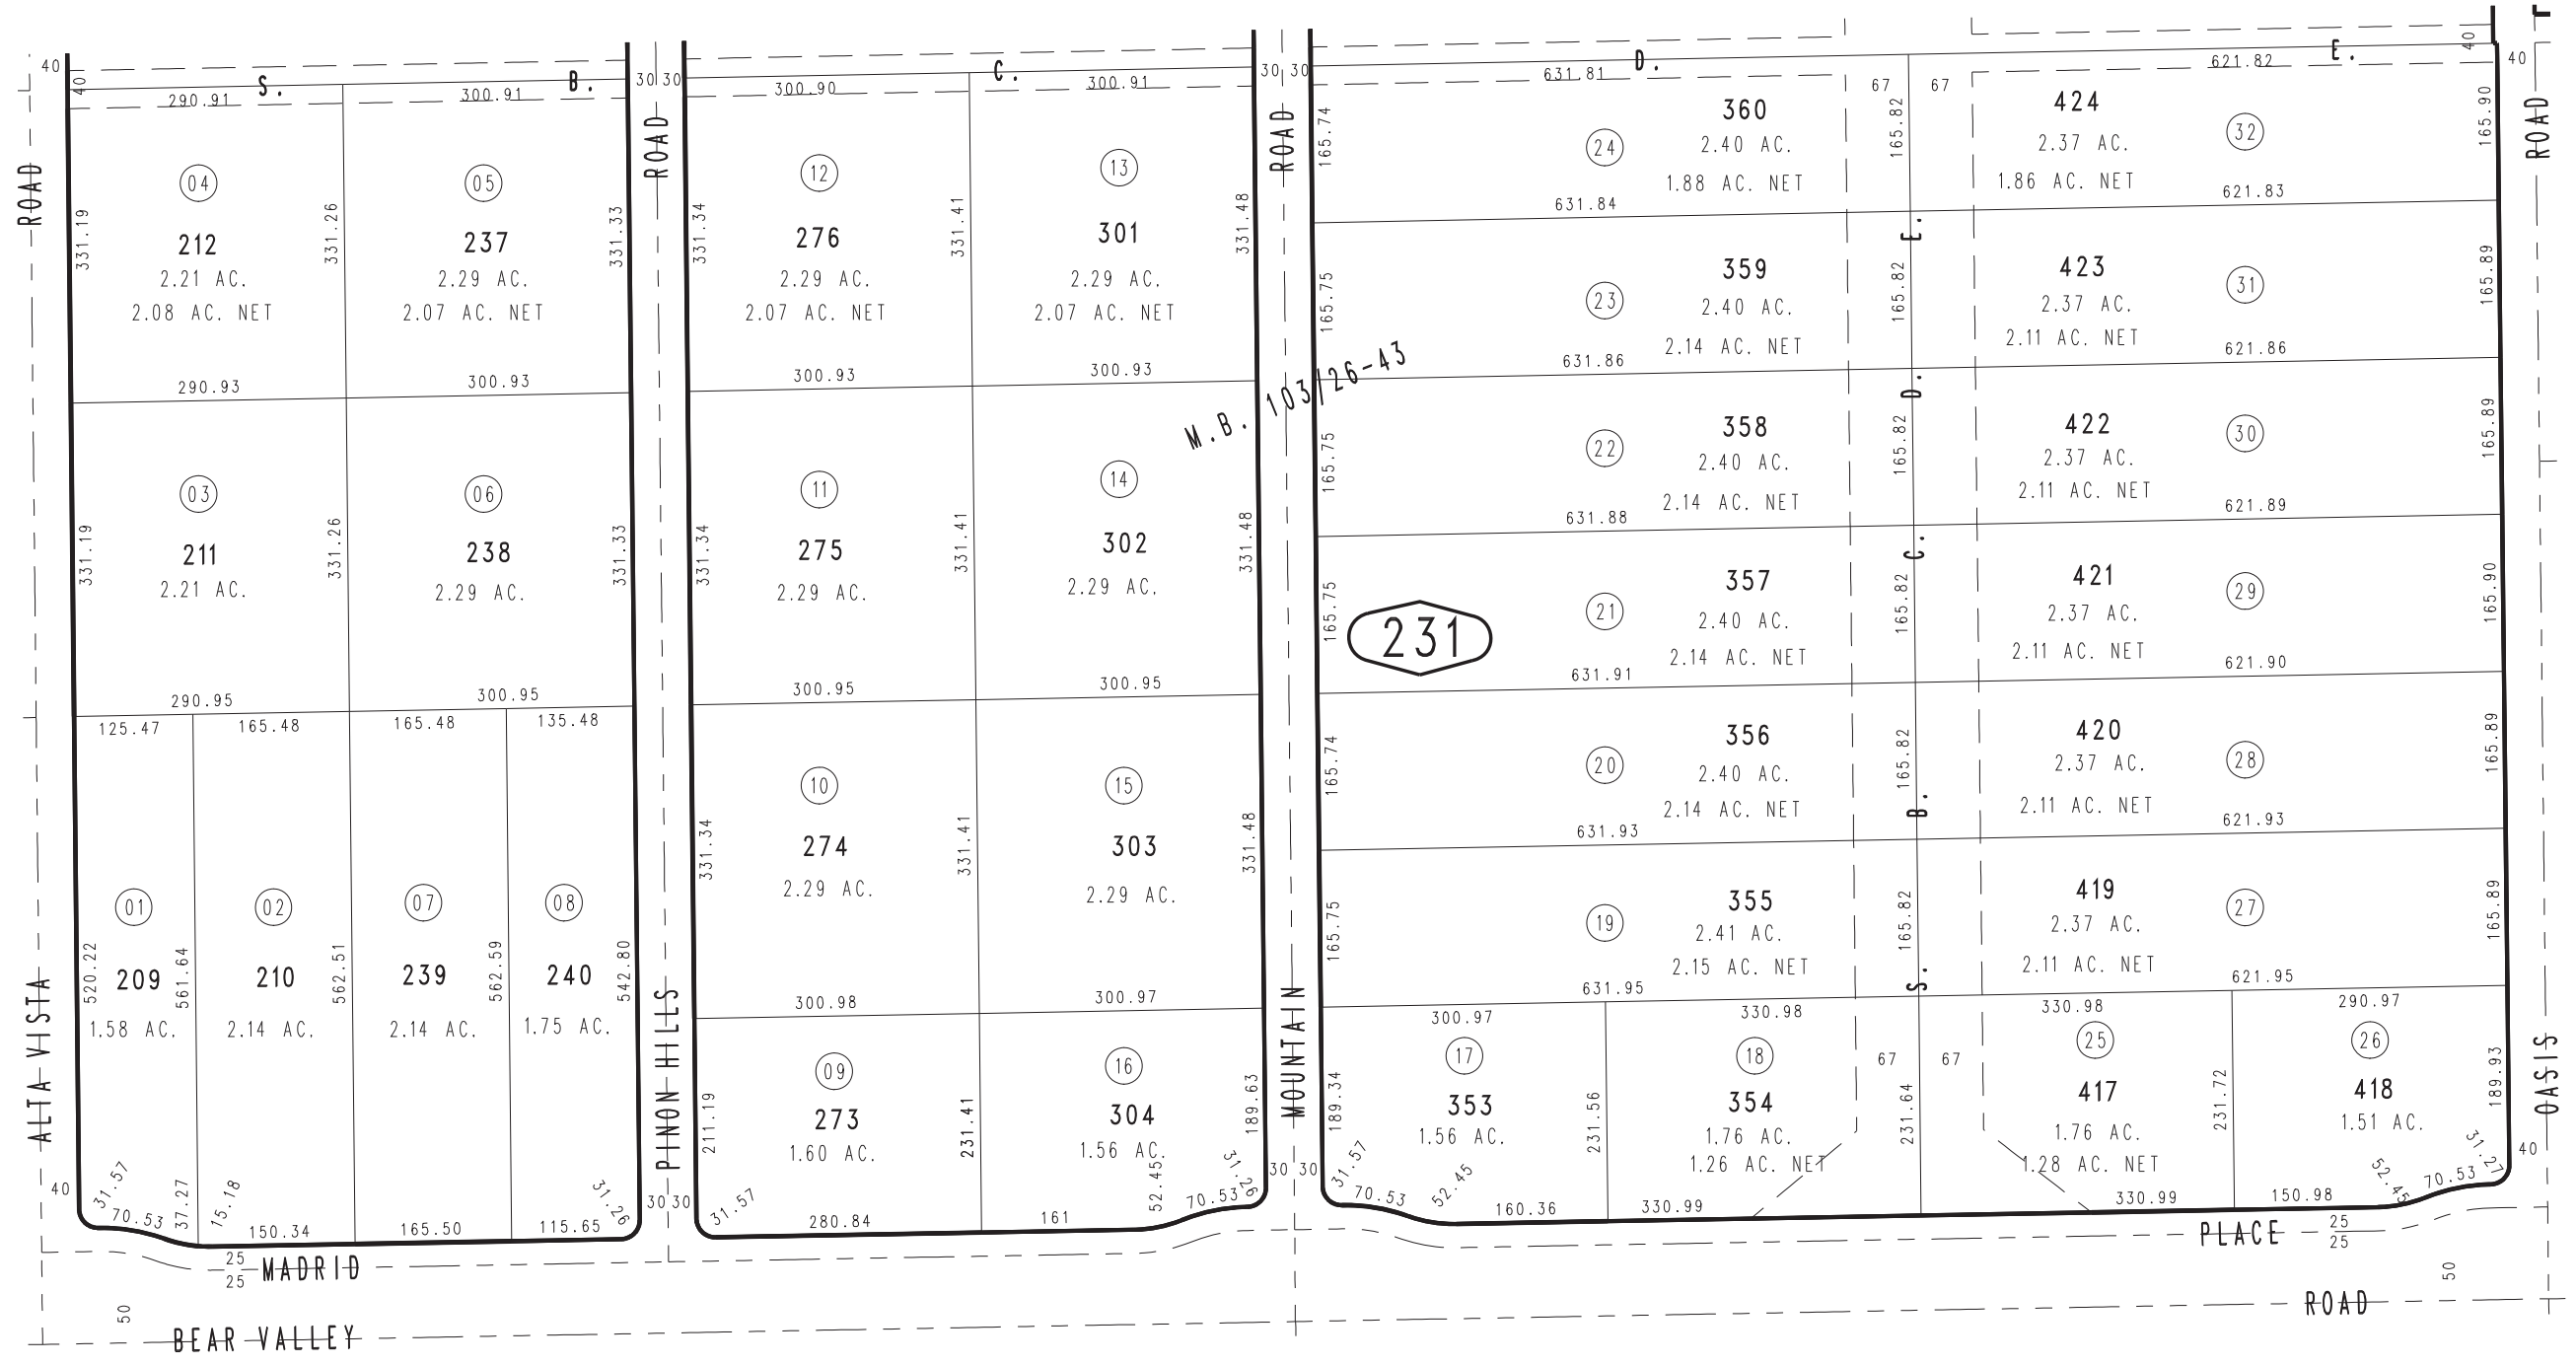 40
40
S.
B.
290.91
300.91
30 30
ROAD
C.
300.90
300.91
30 30
ROAD
D.
631.81
67
67
E.
621.82
40
40
ROAD
ROAD
04
212
2.21 AC.
2.08 AC. NET
331.19
331.26
290.93
05
237
2.29 AC.
2.07 AC. NET
331.33
300.93
12
276
2.29 AC.
2.07 AC. NET
331.34
331.41
300.93
13
301
2.29 AC.
2.07 AC. NET
331.48
300.93
M.B. 103/26-43
165.74
24
360
2.40 AC.
1.88 AC. NET
631.84
165.82
424
2.37 AC.
1.86 AC. NET
32
621.83
165.90
E.
165.75
23
359
2.40 AC.
2.14 AC. NET
631.86
165.82
423
2.37 AC.
2.11 AC. NET
31
621.86
165.89
D.
03
211
2.21 AC.
331.19
331.26
290.95
06
238
2.29 AC.
331.33
300.95
11
275
2.29 AC.
331.34
331.41
300.95
14
302
2.29 AC.
331.48
300.95
165.75
22
358
2.40 AC.
2.14 AC. NET
631.88
165.82
422
2.37 AC.
2.11 AC. NET
30
621.89
165.89
C.
165.75
231
21
357
2.40 AC.
2.14 AC. NET
631.91
165.82
421
2.37 AC.
2.11 AC. NET
29
621.90
165.90
125.47
165.48
165.48
135.48
01
209
1.58 AC.
520.22
561.64
02
210
2.14 AC.
562.51
07
239
2.14 AC.
562.59
08
240
1.75 AC.
542.80
10
274
2.29 AC.
331.34
331.41
300.98
15
303
2.29 AC.
331.48
300.97
165.74
20
356
2.40 AC.
2.14 AC. NET
631.93
165.82
420
2.37 AC.
2.11 AC. NET
28
621.93
165.89
B.
165.75
19
355
2.41 AC.
2.15 AC. NET
631.95
165.82
419
2.37 AC.
2.11 AC. NET
27
621.95
165.89
S.
ALTA VISTA
PINON HILLS
MOUNTAIN
OASIS
09
273
1.60 AC.
211.19
231.41
16
304
1.56 AC.
189.63
300.97
17
353
1.56 AC.
189.34
231.56
330.98
18
354
1.76 AC.
1.26 AC. NET
67
67
231.64
330.98
25
417
1.76 AC.
1.28 AC. NET
231.72
290.97
26
418
1.51 AC.
189.93
40
31.57
70.53
37.27
15.18
150.34
165.50
115.65
31.26
30 30
31.57
280.84
161
52.45
70.53
31.26
30 30
31.57
70.53
52.45
160.36
330.99
330.99
150.98
52.45
70.53
31.27
40
25
25
MADRID
PLACE
25
25
50
50
BEAR VALLEY
ROAD